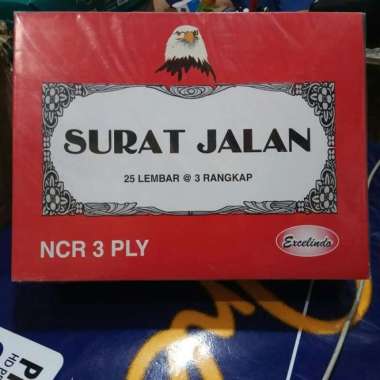 SURAT JALAN
25 LEMBAR @ 3 RANGKAP
NCR 3 PLY
Excelindo